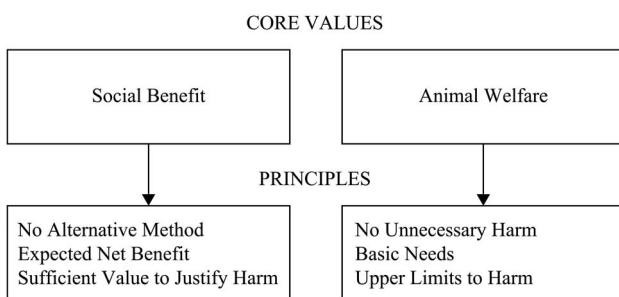 CORE VALUES
Social Benefit
Animal Welfare
PRINCIPLES
No Alternative Method
Expected Net Benefit
Sufficient Value to Justify Harm
No Unnecessary Harm
Basic Needs
Upper Limits to Harm